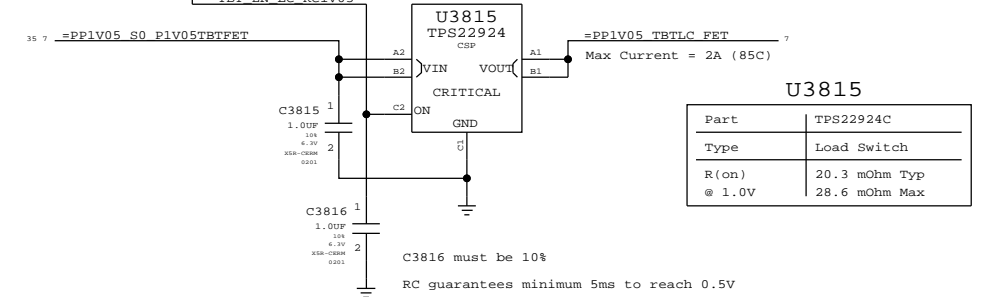 TBT_EN_LC_RC1V05
U3815
TPS22924
CSP
35 7 =PP1V05_S0_P1V05TBTFET
=PP1V05_TBTLC_FET 7
Max Current = 2A (85C)
A2 A1
B2 VIN VOUT B1
CRITICAL
C2 ON
GND
C1
C3815 1
1.0UF
10%
6.3V 2
X5R-CERM
0201
U3815
Part TPS22924C
Type Load Switch
R(on) 20.3 mOhm Typ
@ 1.0V 28.6 mOhm Max
C3816 1
1.0UF
10%
6.3V 2
X5R-CERM
0201
C3816 must be 10%
RC guarantees minimum 5ms to reach 0.5V